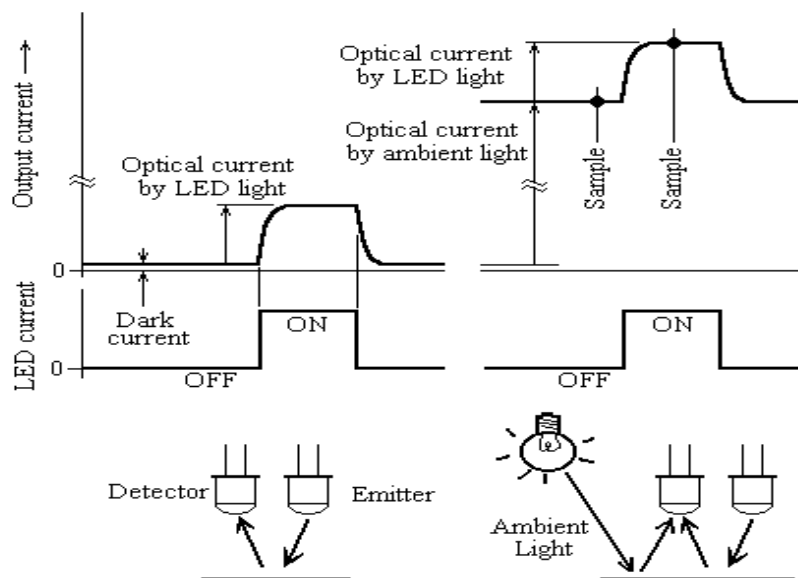 Output current
LED current
Optical current
by LED light
0
Dark
current
0
OFF
ON
Optical current
by LED light
Optical current
by ambient light
Sample
Sample
OFF
ON
Detector
Emitter
Ambient
Light